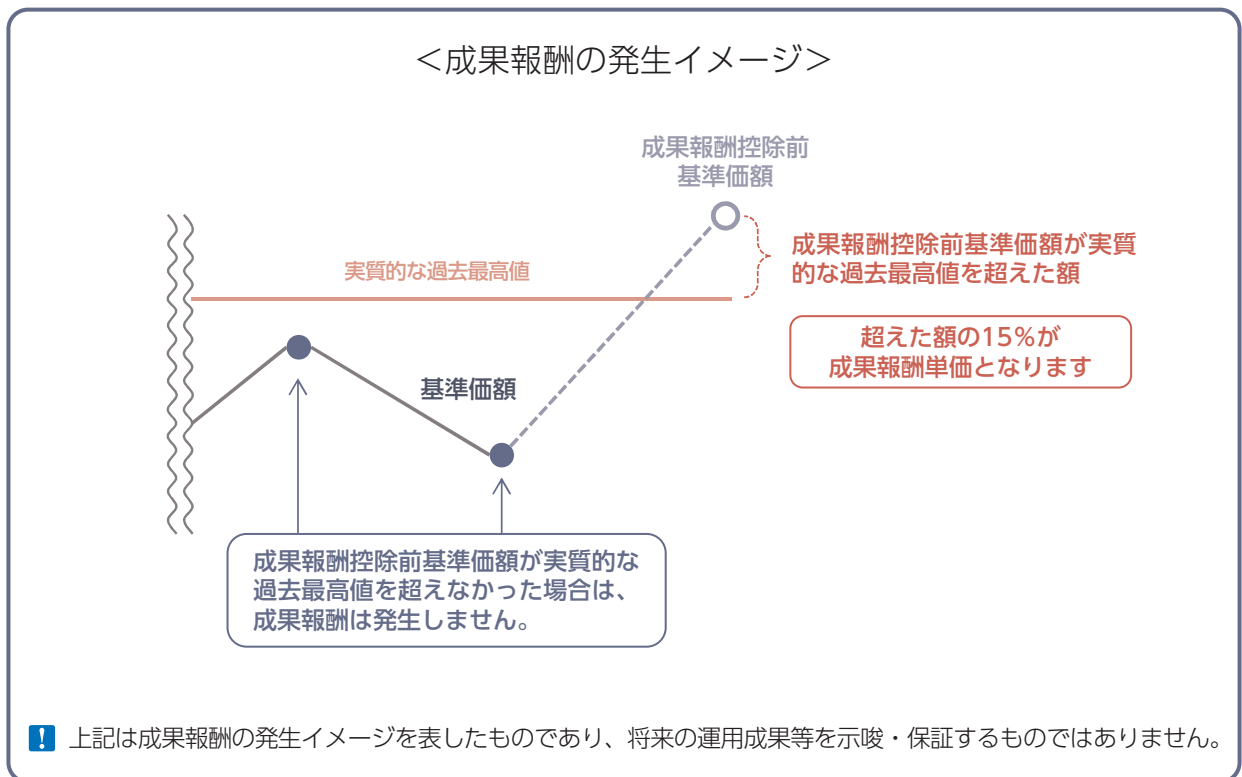 ＜成果報酬の発生イメージ＞
成果報酬控除前
基準価額
実質的な過去最高値
成果報酬控除前基準価額が実質
的な過去最高値を超えた額
超えた額の15％が
成果報酬単価となります
基準価額
成果報酬控除前基準価額が実質的な
過去最高値を超えなかった場合は、
成果報酬は発生しません。
! 上記は成果報酬の発生イメージを表したものであり、将来の運用成果等を示唆・保証するものではありません。